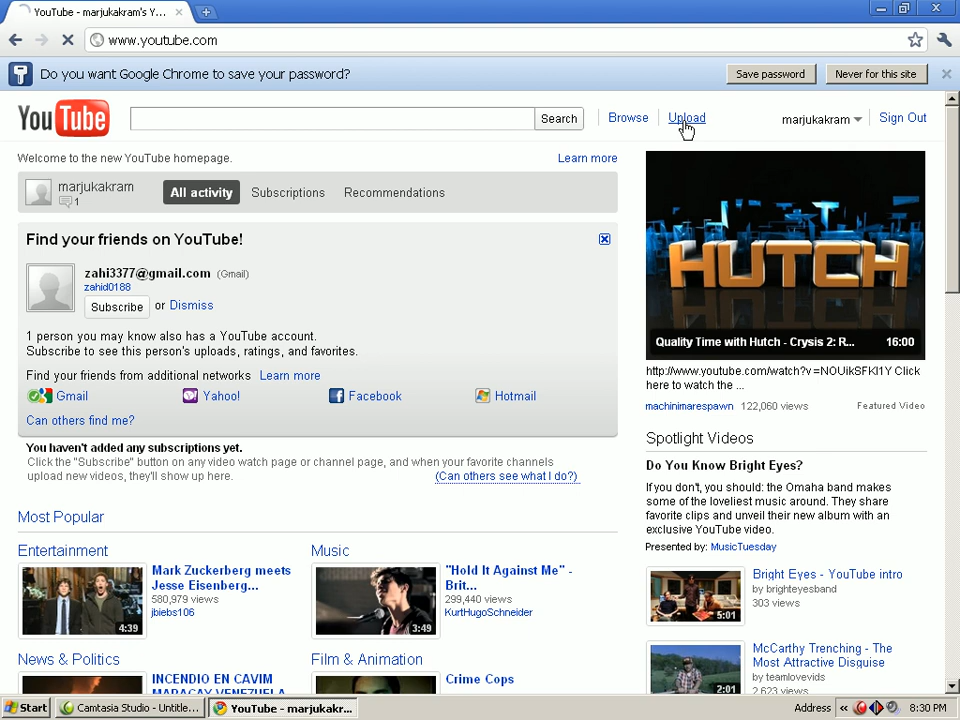 YouTube - marjukakram's Y...
www.youtube.com
Do you want Google Chrome to save your password?
Save password
Never for this site
YouTube
Search
Browse
Upload
marjukakram
Sign Out
Welcome to the new YouTube homepage.
Learn more
marjukakram
1
All activity
Subscriptions
Recommendations
Find your friends on YouTube!
zahi3377@gmail.com (Gmail)
zahid0188
Subscribe or Dismiss
1 person you may know also has a YouTube account.
Subscribe to see this person's uploads, ratings, and favorites.
Find your friends from additional networks Learn more
Gmail
Yahoo!
Facebook
Hotmail
Can others find me?
You haven't added any subscriptions yet.
Click the "Subscribe" button on any video watch page or channel page, and when your favorite channels
upload new videos, they'll show up here.
(Can others see what I do?)
Most Popular
Entertainment
Mark Zuckerberg meets
Jesse Eisenberg...
580,979 views
jbiebs106
4:39
Music
"Hold It Against Me" -
Brit...
299,440 views
KurtHugoSchneider
3:49
News & Politics
INCENDIO EN CAVIM
MARACAY VENEZUELA
Film & Animation
Crime Cops
HUTCH
Quality Time with Hutch - Crysis 2: R...
16:00
http://www.youtube.com/watch?v=NOUikSFKl1Y Click
here to watch the ...
machinimarespawn 122,060 views
Featured Video
Spotlight Videos
Do You Know Bright Eyes?
If you don't, you should: the Omaha band makes
some of the loveliest music around. They share
favorite clips and unveil their new album with an
exclusive YouTube video.
Presented by: MusicTuesday
Bright Eyes - YouTube intro
by brighteyesband
303 views
5:01
McCarthy Trenching - The
Most Attractive Disguise
by teamlovevids
2,623 views
2:01
Start
Camtasia Studio - Untitle...
YouTube - marjukakr...
Address
«
8:30 PM